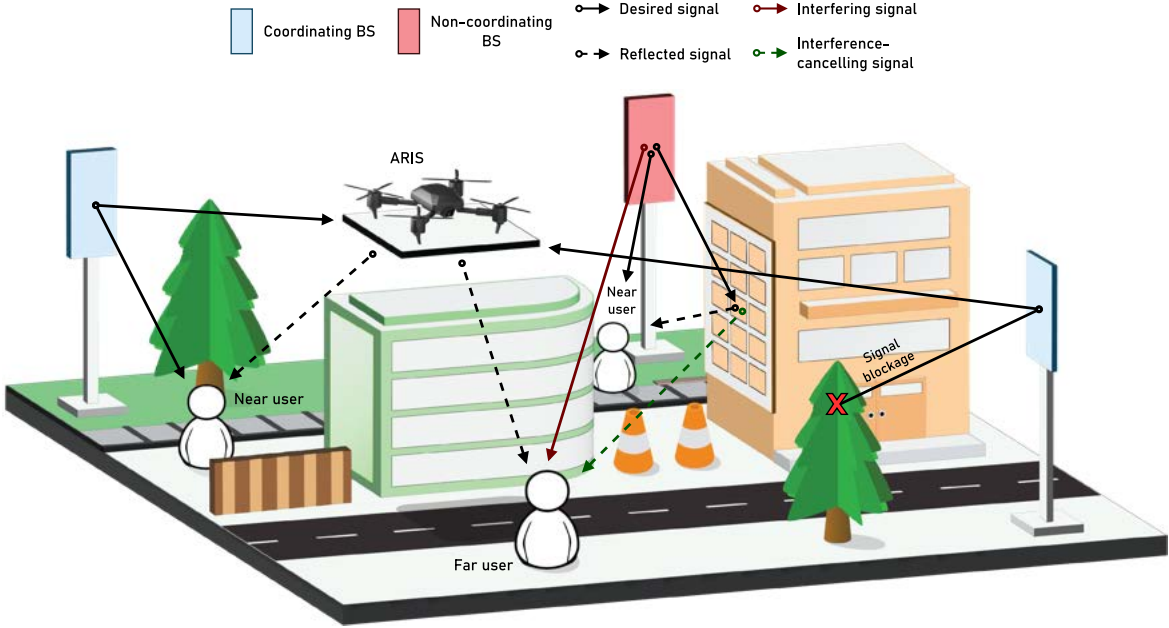 Coordinating BS
Non-coordinating
BS
Desired signal
Interfering signal
Reflected signal
Interference-
cancelling signal
ARIS
Near
user
Signal
blockage
Near user
X
Far user